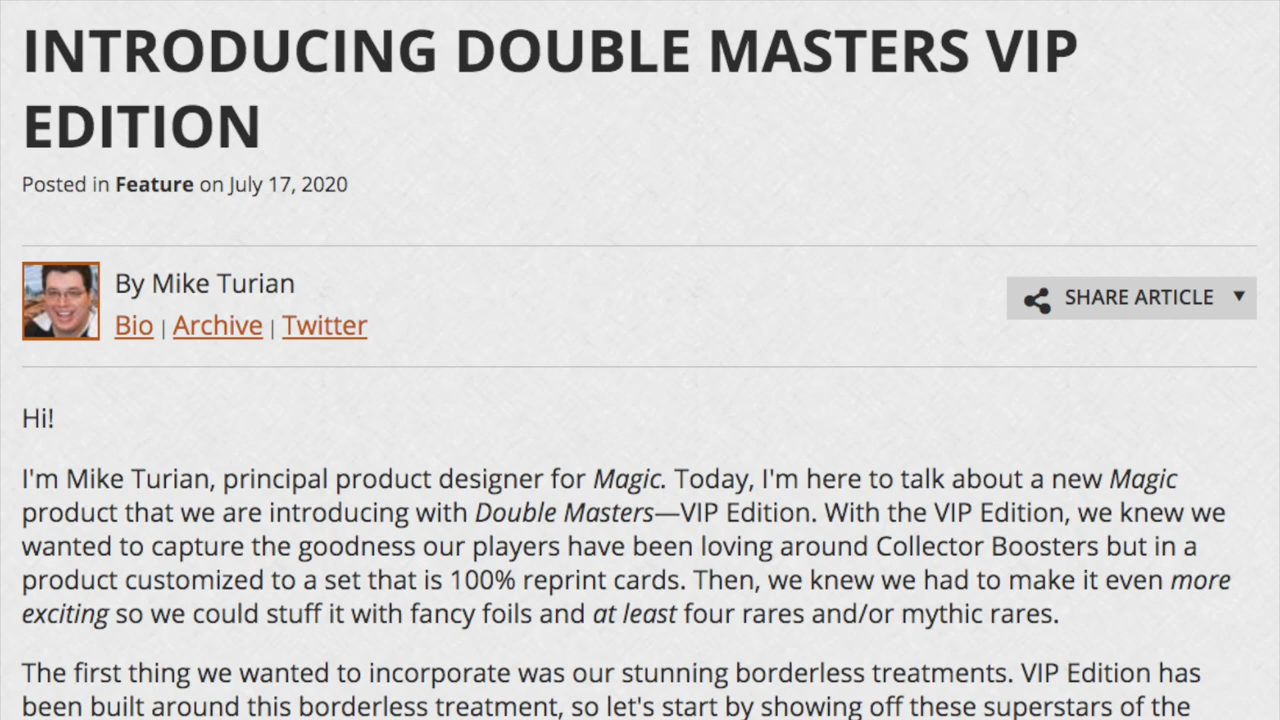 INTRODUCING DOUBLE MASTERS VIP
EDITION
Posted in Feature on July 17, 2020
By Mike Turian
Bio | Archive | Twitter
SHARE ARTICLE ▼
Hi!
I'm Mike Turian, principal product designer for Magic. Today, I'm here to talk about a new Magic
product that we are introducing with Double Masters—VIP Edition. With the VIP Edition, we knew we
wanted to capture the goodness our players have been loving around Collector Boosters but in a
product customized to a set that is 100% reprint cards. Then, we knew we had to make it even more
exciting so we could stuff it with fancy foils and at least four rares and/or mythic rares.
The first thing we wanted to incorporate was our stunning borderless treatments. VIP Edition has
been built around this borderless treatment, so let's start by showing off these superstars of the